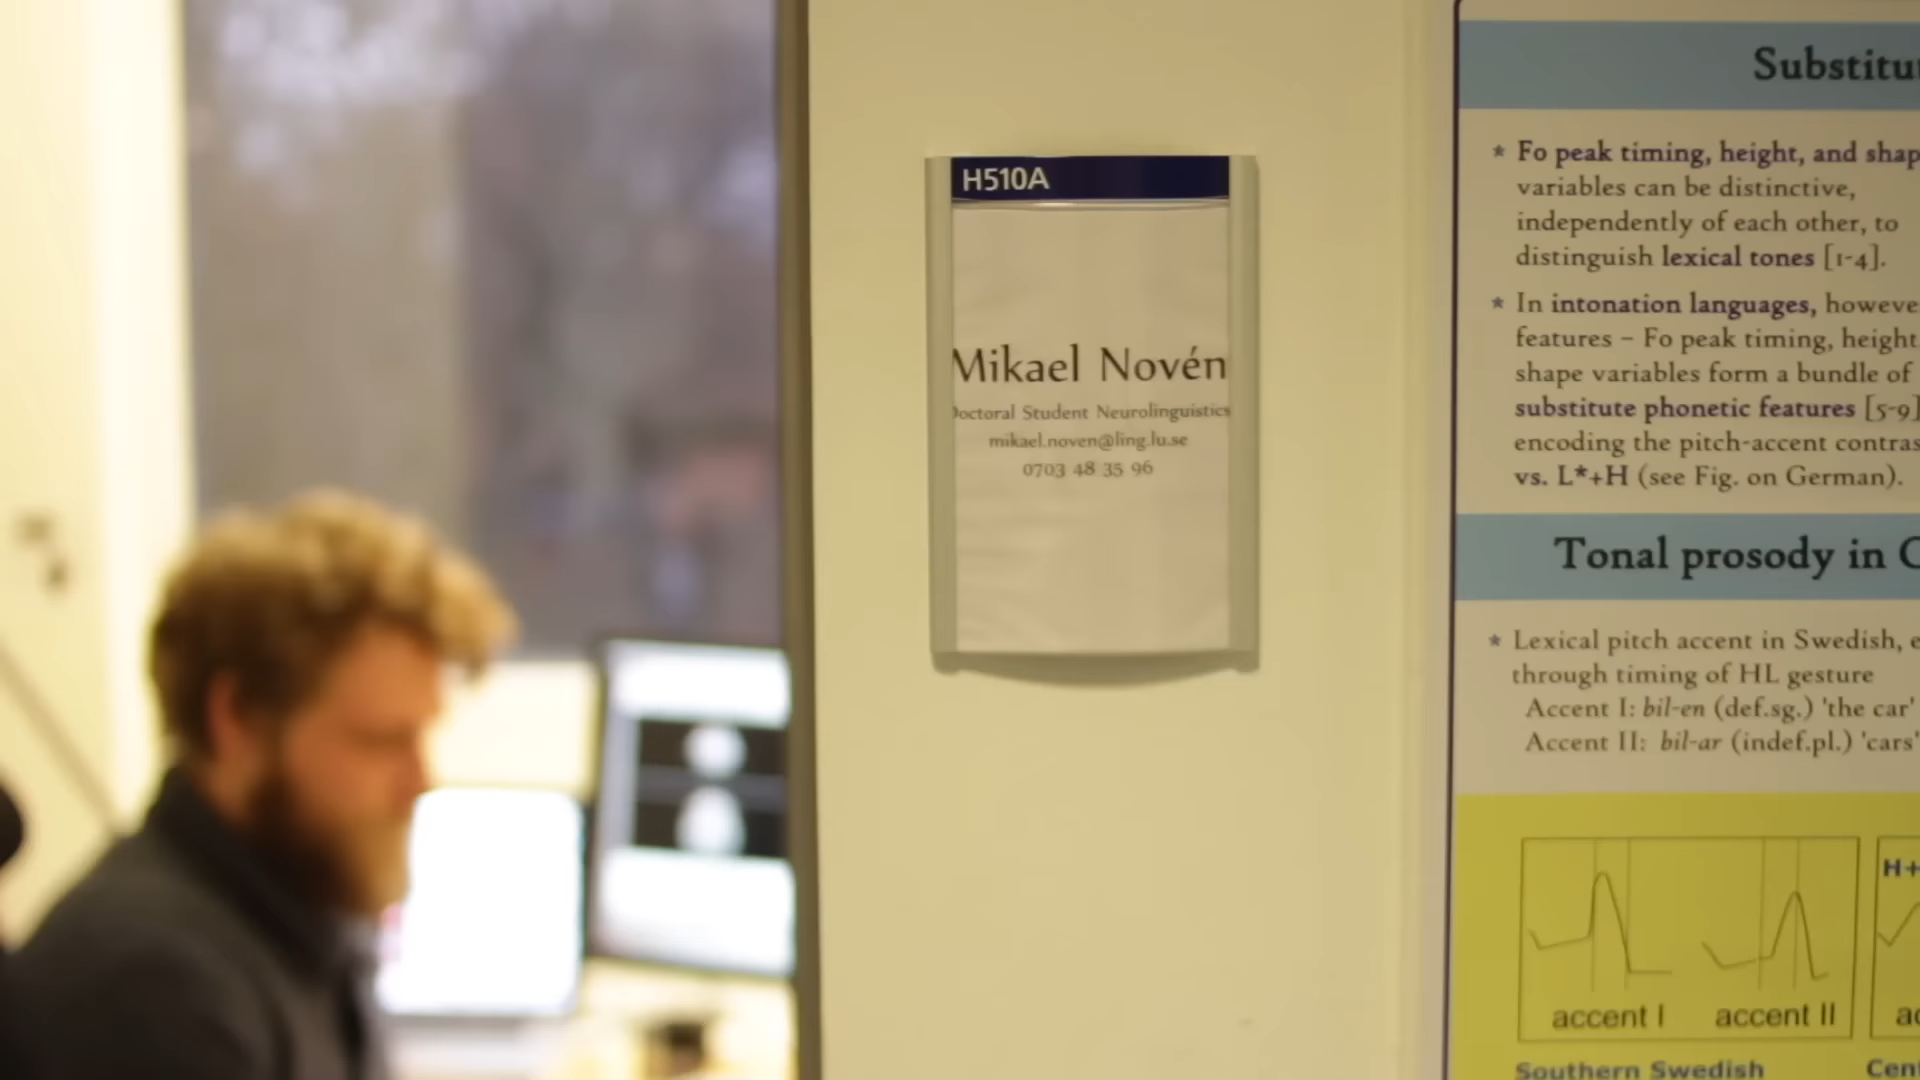 H510A
Mikael Novén
Doctoral Student Neurolinguistics
mikael.noven@ling.lu.se
0703 48 35 96
* Fo peak timing, height, and
variables can be distinctive,
independently of each other, to
distinguish lexical tones [1-4].
* In intonation languages,
features – Fo peak timing, height,
shape variables form a bundle of
substitute phonetic features [5-9]
encoding the pitch-accent
vs. L*+H (see Fig. on German).
Tonal prosody in
* Lexical pitch accent in Swedish,
through timing of HL gesture
Accent I: bil-en (def.sg.) 'the car'
Accent II: bil-ar (indef.pl.) 'cars'
H+
accent I accent II
Southern Swedish